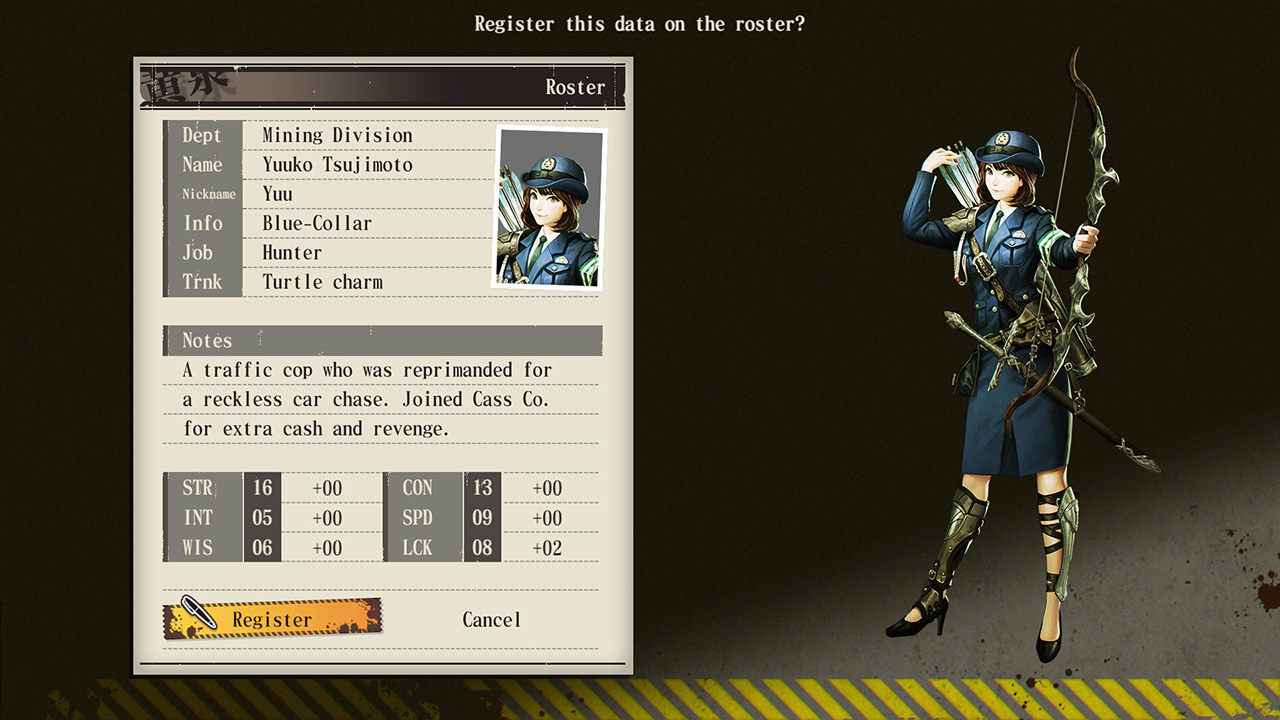 Register this data on the roster?
黄泉
Roster
Dept Mining Division
Name Yuuko Tsujimoto
Nickname Yuu
Info Blue-Collar
Job Hunter
Trnk Turtle charm
Notes
A traffic cop who was reprimanded for
a reckless car chase. Joined Cass Co.
for extra cash and revenge.
STR 16 +00 CON 13 +00
INT 05 +00 SPD 09 +00
WIS 06 +00 LCK 08 +02
Register Cancel